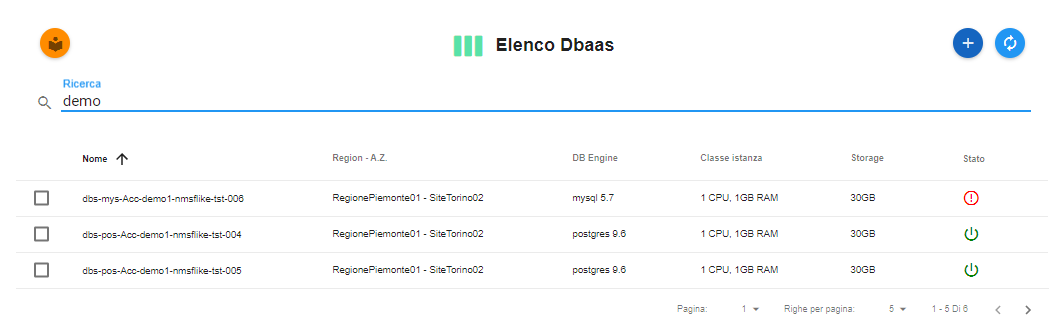 Elenco Dbaas
Ricerca
demo
Nome Region - A.Z. DB Engine Classe istanza Storage Stato
dbs-mys-Acc-demo1-nmsflike-tst-006 RegionePiemonte01 - SiteTorino02 mysql 5.7 1 CPU, 1GB RAM 30GB
dbs-pos-Acc-demo1-nmsflike-tst-004 RegionePiemonte01 - SiteTorino02 postgres 9.6 1 CPU, 1GB RAM 30GB
dbs-pos-Acc-demo1-nmsflike-tst-005 RegionePiemonte01 - SiteTorino02 postgres 9.6 1 CPU, 1GB RAM 30GB
Pagina: 1 Righe per pagina: 5 1 - 5 Di 6